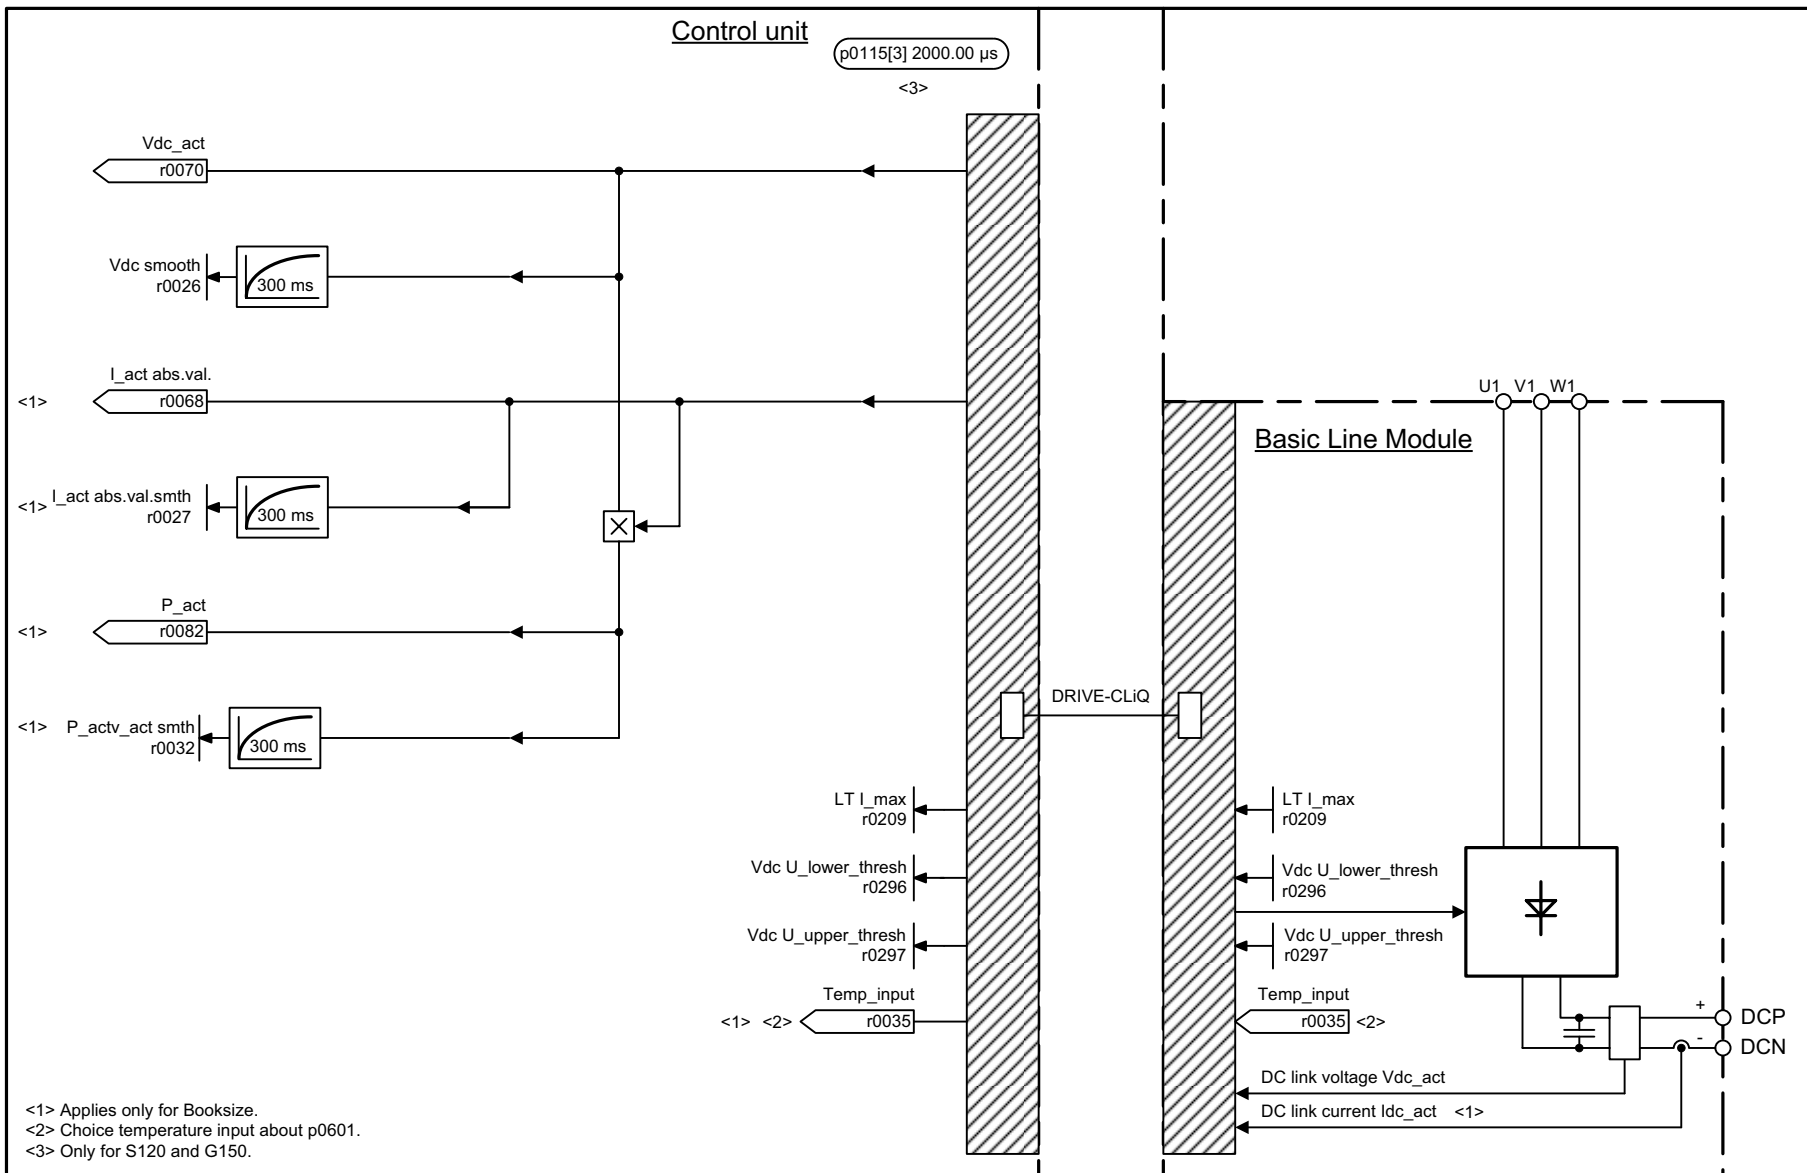 Control unit
p0115[3] 2000.00 µs
<3>
Vdc_act
r0070
Vdc smooth
r0026
300 ms
I_act abs.val.
<1>
r0068
<1>
I_act abs.val.smth
r0027
300 ms
P_act
<1>
r0082
<1>
P_actv_act smth
r0032
300 ms
DRIVE-CLiQ
LT I_max
r0209
Vdc U_lower_thresh
r0296
Vdc U_upper_thresh
r0297
Temp_input
<1> <2>
r0035
U1 V1 W1
Basic Line Module
LT I_max
r0209
Vdc U_lower_thresh
r0296
Vdc U_upper_thresh
r0297
Temp_input
r0035
<2>
+
DCP
-
DCN
DC link voltage Vdc_act
DC link current Idc_act <1>
<1> Applies only for Booksize.
<2> Choice temperature input about p0601.
<3> Only for S120 and G150.